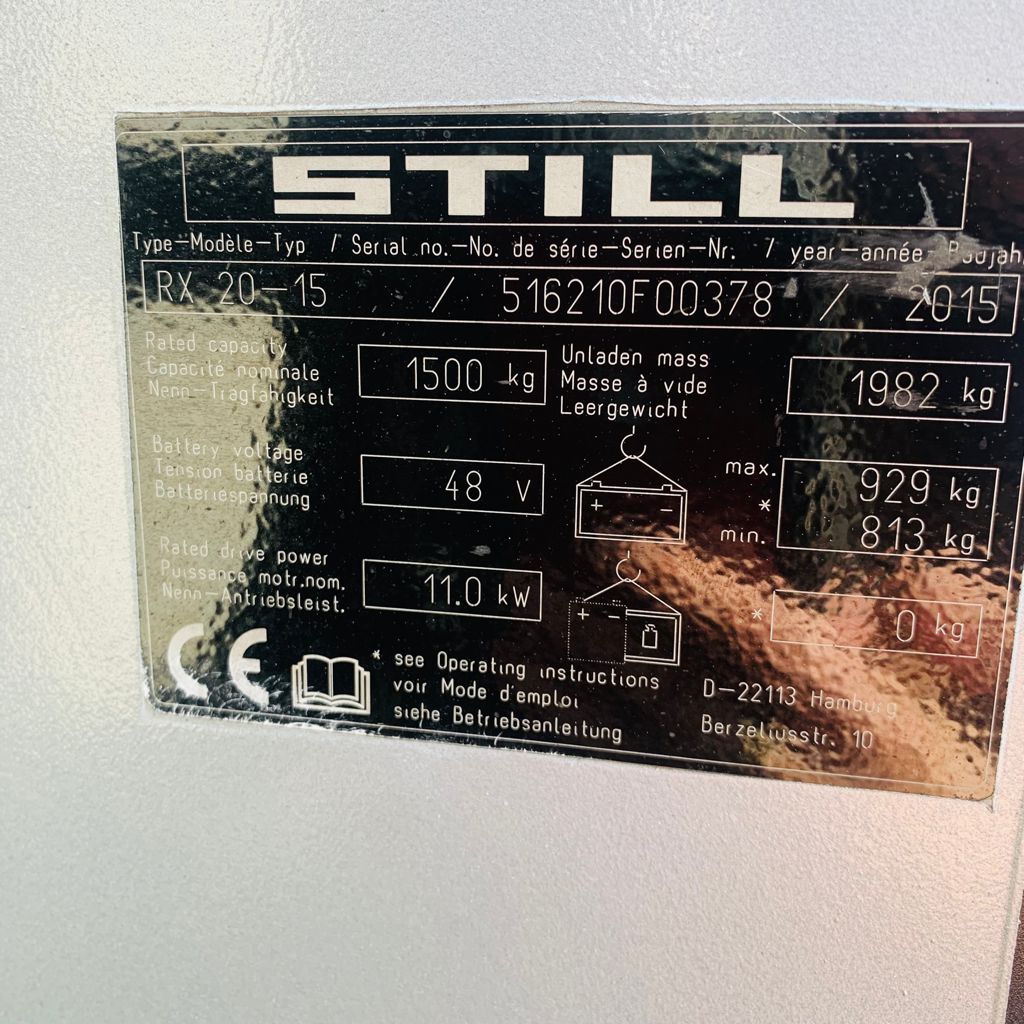 STILL
Type-Modèle-Typ / Serial no.-No. de série-Serien-Nr. / year-année-
RX 20-15 / 516210F00378 / 2015
Rated capacity
Capacité nominale
Nenn-Tragfähigkeit
1500 kg
Unladen mass
Masse à vide
Leergewicht
1982 kg
Battery voltage
Tension batterie
Batteriespannung
48 V
+ -
max. 929 kg
*
min. 813 kg
Rated drive power
Puissance motr.nom.
Nenn-Antriebsleist.
11.0 kW
+ -
* 0 kg
CE
* see Operating instructions
voir Mode d'emploi
siehe Betriebsanleitung
D-22113 Hamburg
Berzeliusstr. 10